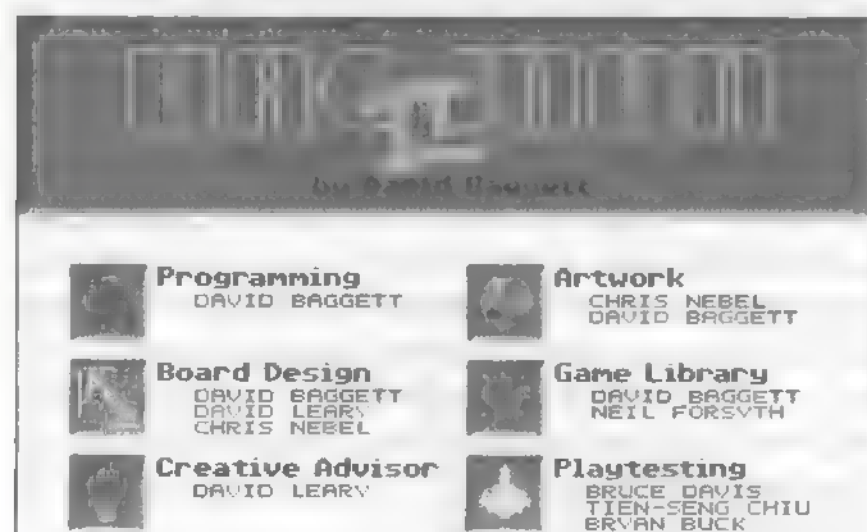 by David Baggett
Programming
DAVID BAGGETT
Artwork
CHRIS NEBEL
DAVID BAGGETT
Board Design
DAVID BAGGETT
DAVID LEARY
CHRIS NEBEL
Game Library
DAVID BAGGETT
NEIL FORSYTH
Creative Advisor
DAVID LEARY
Playtesting
BRUCE DAVIS
TIEN-SENG CHIU
BRYAN BUCK